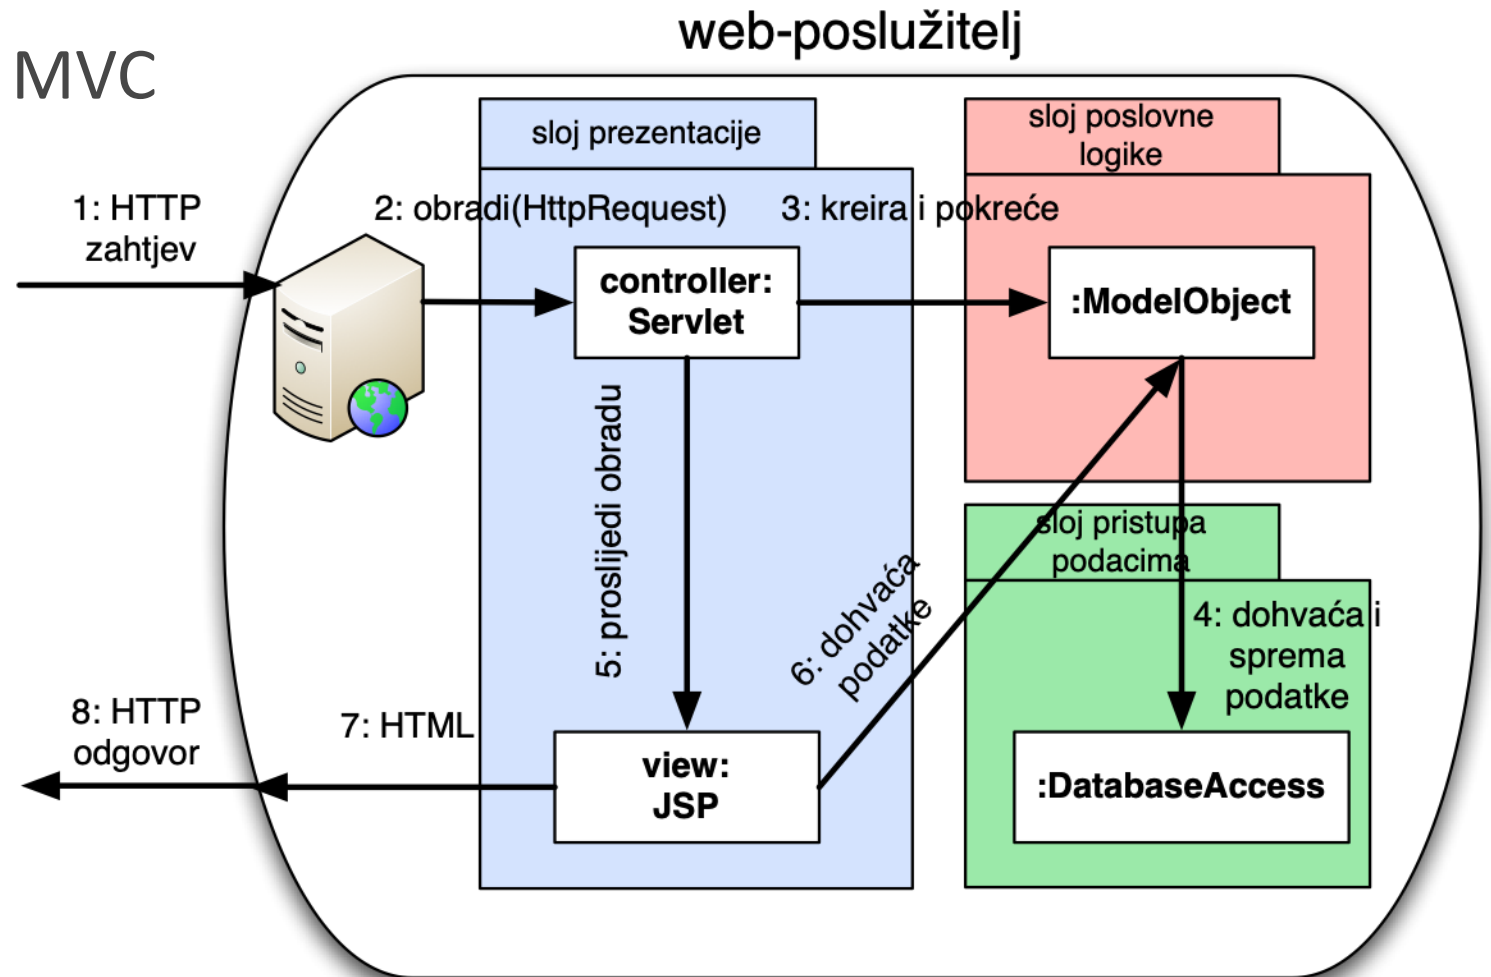 web-poslužitelj
MVC
sloj prezentacije
sloj poslovne
logike
1: HTTP
zahtjev
2: obradi(HttpRequest)
3: kreira i pokreće
controller:
Servlet
:ModelObject
5: proslijedi obradu
sloj pristupa
podacima
6: dohvaća
podatke
4: dohvaća i
sprema
podatke
8: HTTP
odgovor
7: HTML
view:
JSP
:DatabaseAccess